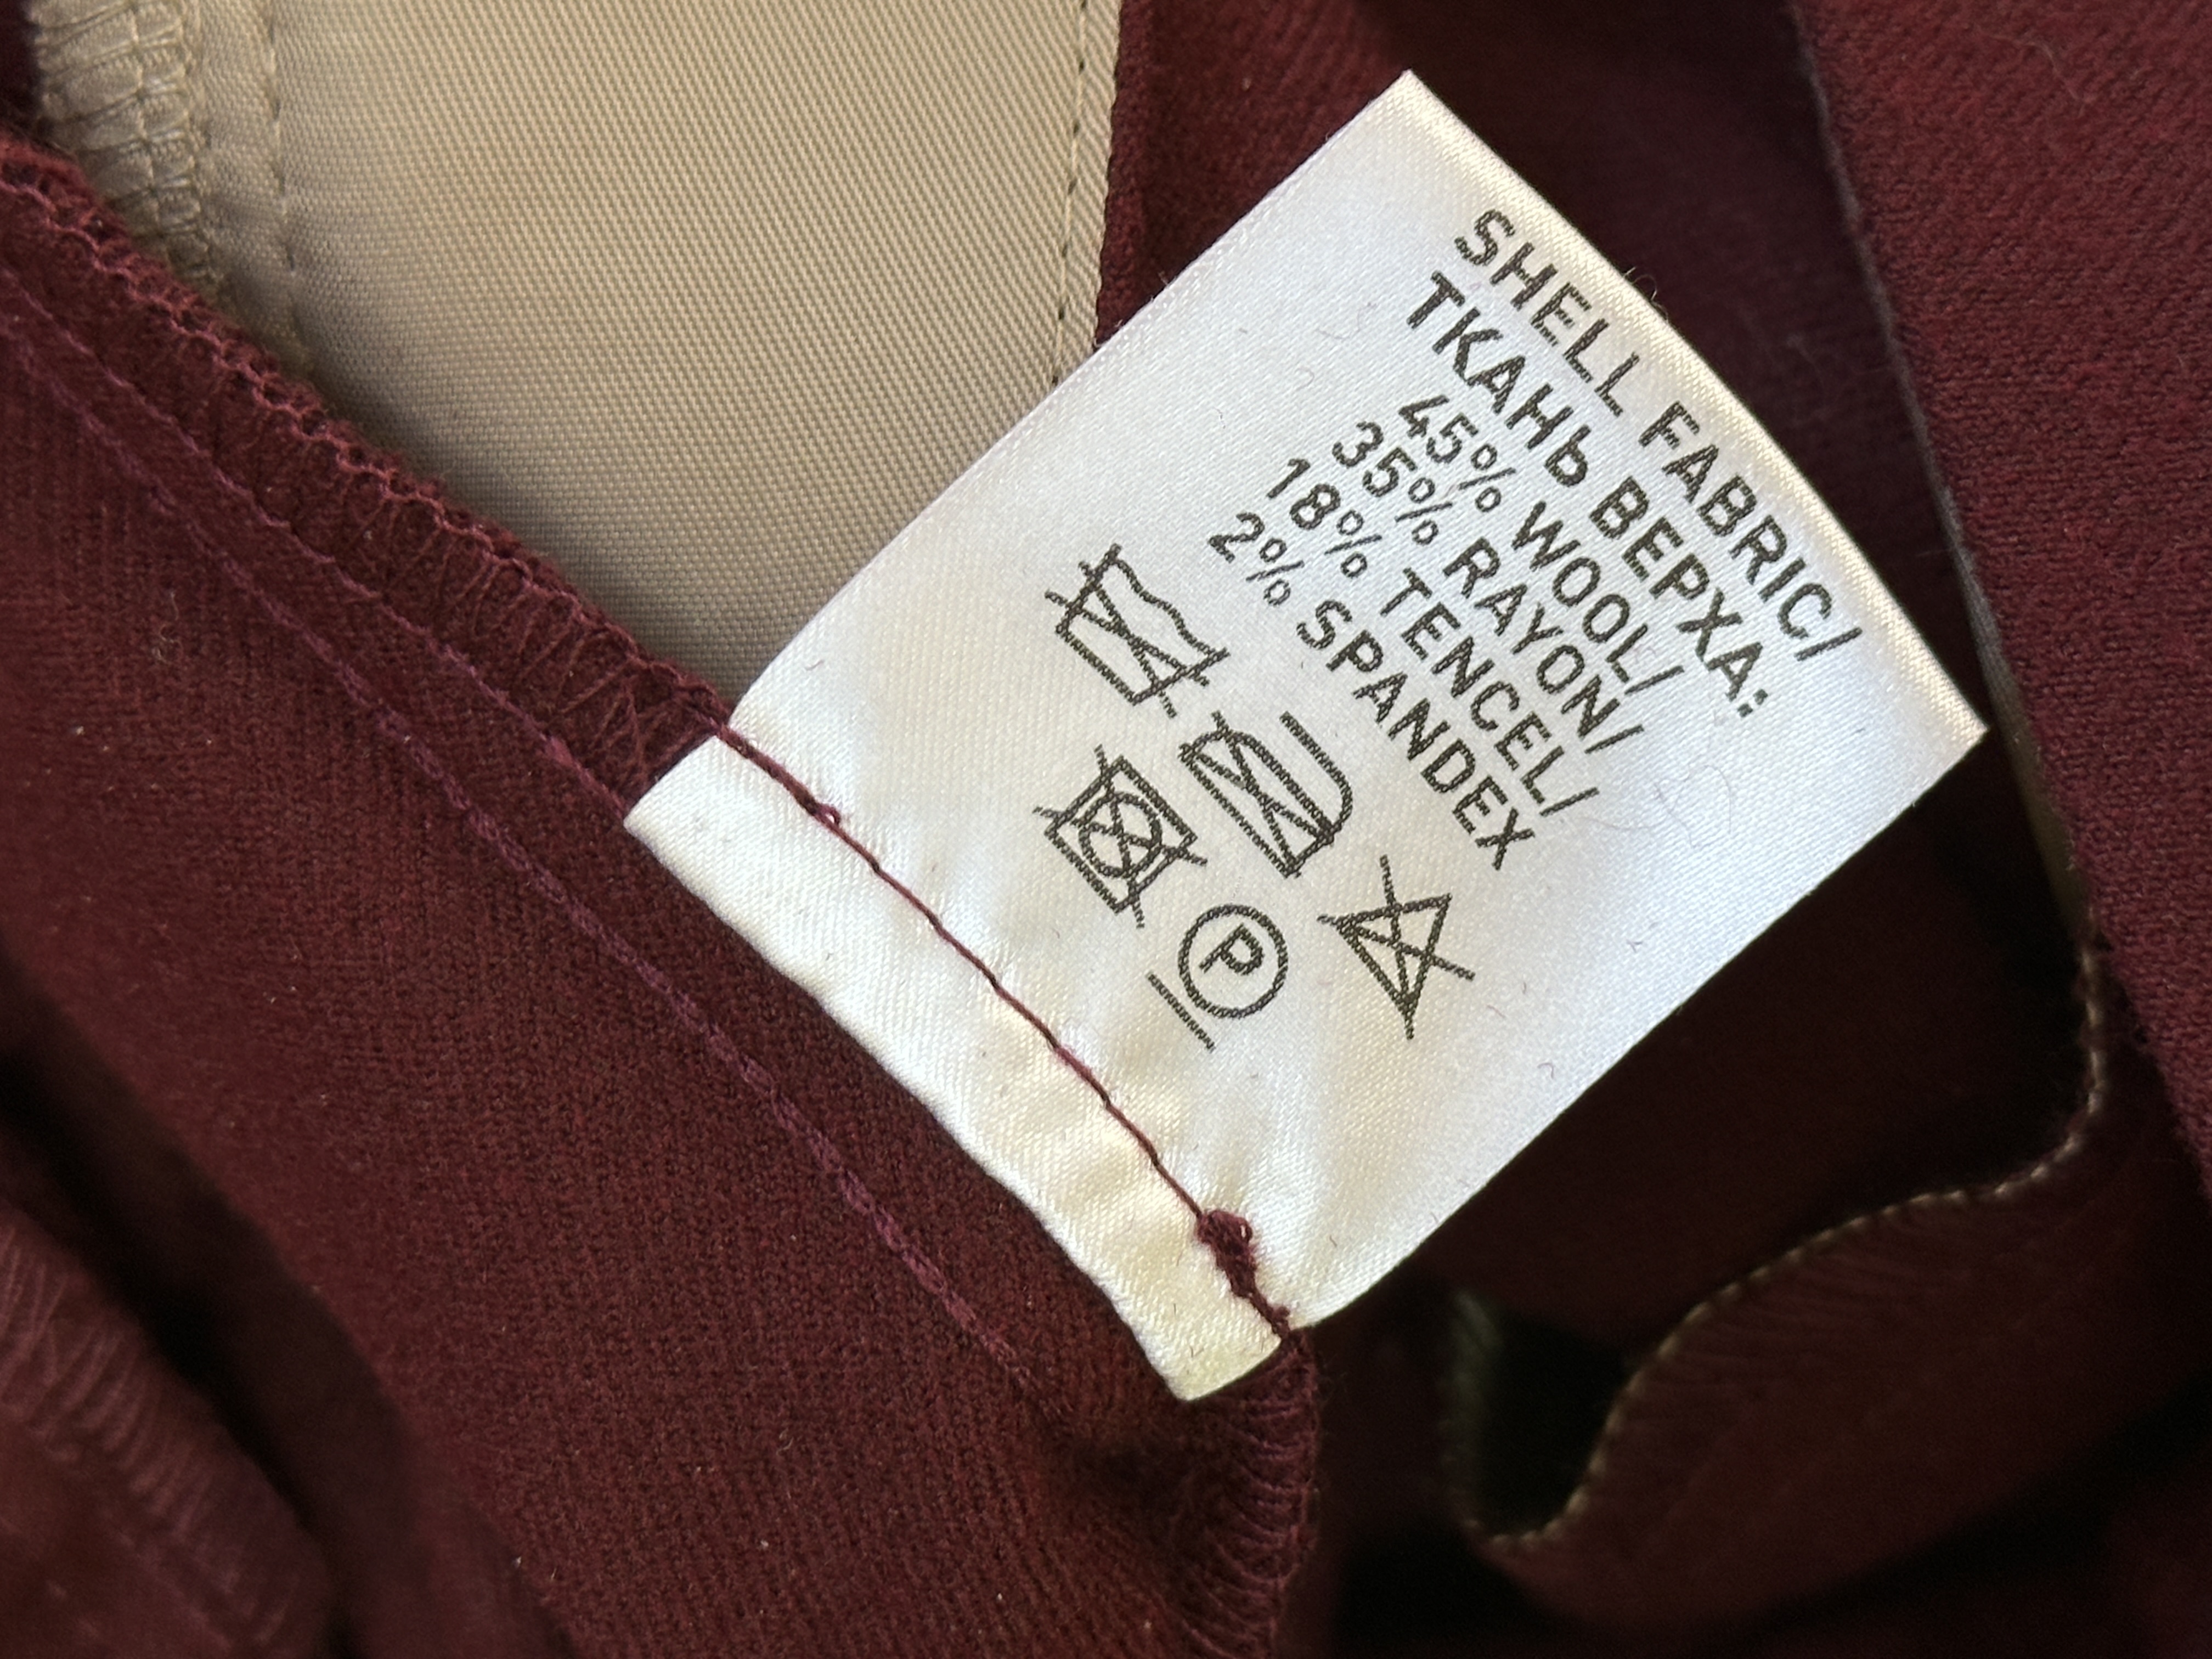 SHELL FABRIC/
ТКАНЬ ВЕРХА:
45% WOOL/
35% RAYON/
18% TENCEL/
2% SPANDEX
P